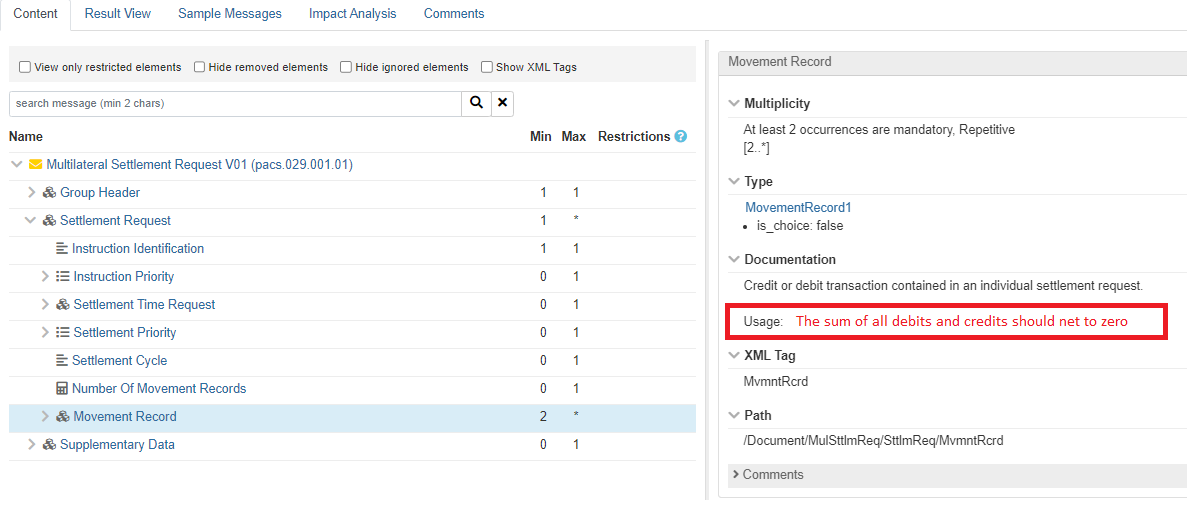 Content Result View Sample Messages Impact Analysis Comments
View only restricted elements Hide removed elements Hide ignored elements Show XML Tags
search message (min 2 chars)
Name Min Max Restrictions ?
Multilateral Settlement Request V01 (pacs.029.001.01)
Group Header 1 1
Settlement Request 1 *
Instruction Identification 1 1
Instruction Priority 0 1
Settlement Time Request 0 1
Settlement Priority 0 1
Settlement Cycle 0 1
Number Of Movement Records 0 1
Movement Record 2 *
Supplementary Data 0 1
Movement Record
Multiplicity
At least 2 occurrences are mandatory, Repetitive
[2..*]
Type
MovementRecord1
• is_choice: false
Documentation
Credit or debit transaction contained in an individual settlement request.
Usage: The sum of all debits and credits should net to zero
XML Tag
MvmntRcrd
Path
/Document/MulSttlmReq/SttlmReq/MvmntRcrd
Comments